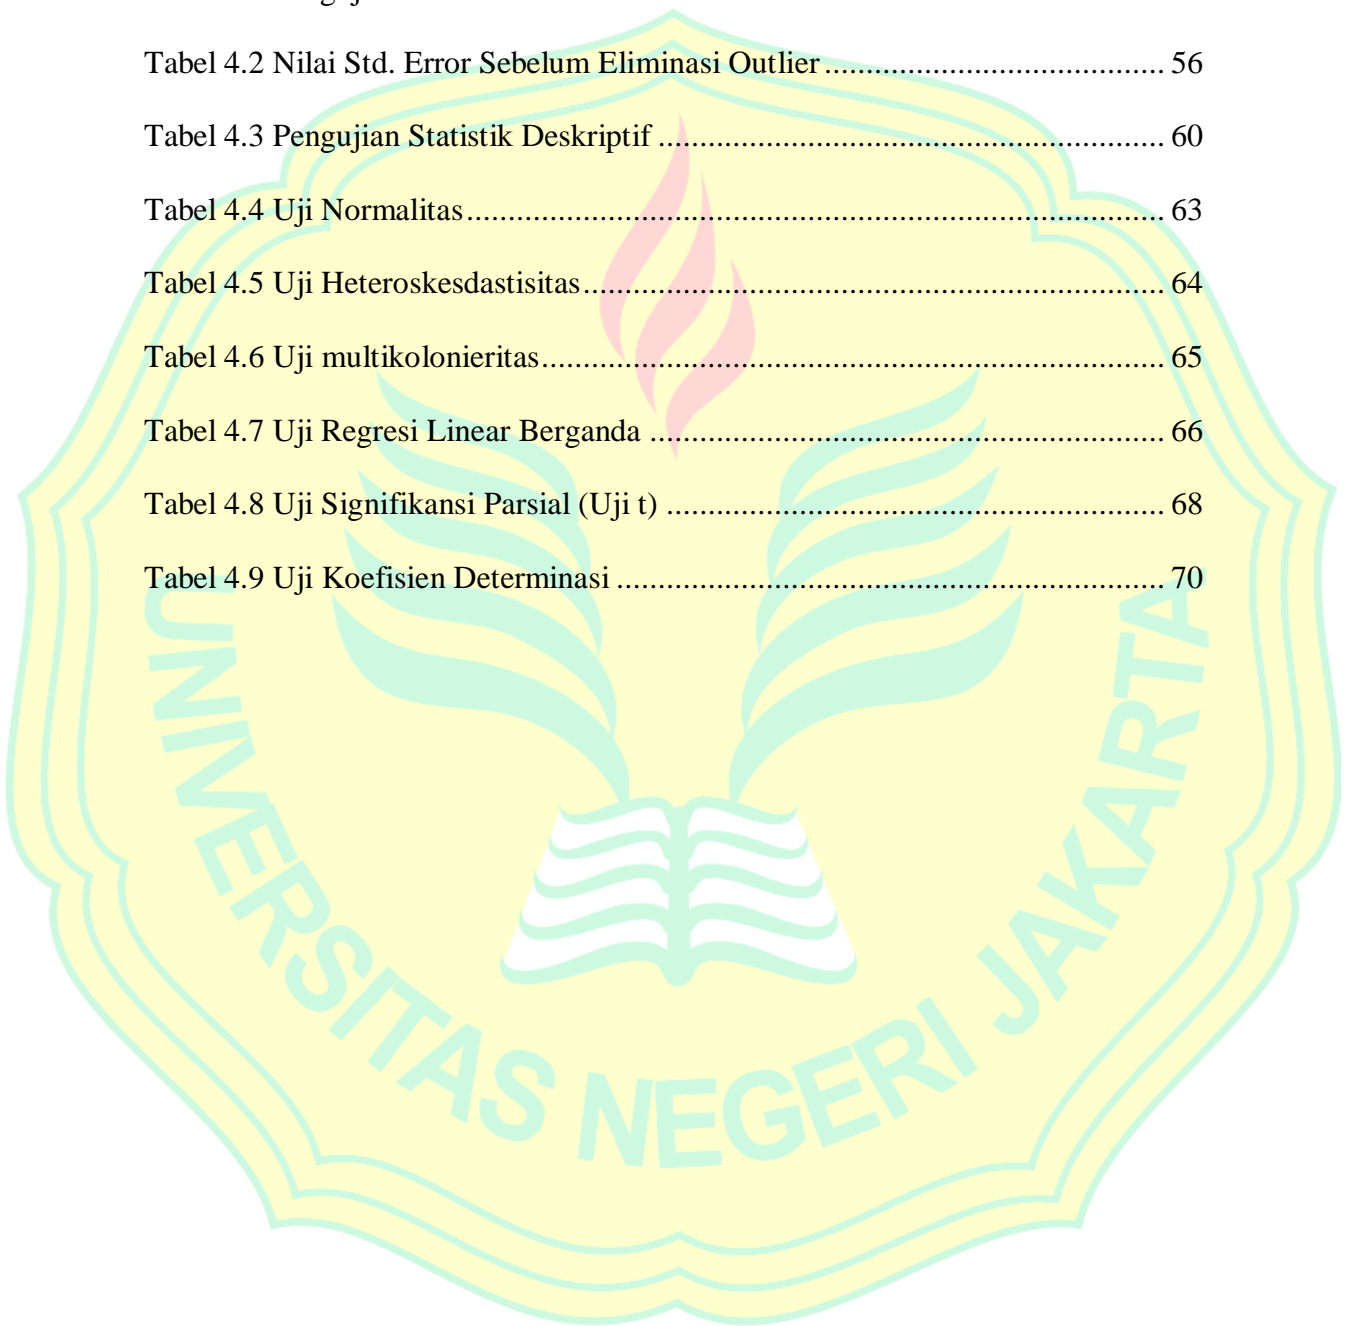 Tabel 4.2 Nilai Std. Error Sebelum Eliminasi Outlier ......................................... 56
Tabel 4.3 Pengujian Statistik Deskriptif ............................................................. 60
Tabel 4.4 Uji Normalitas..................................................................................... 63
Tabel 4.5 Uji Heteroskesdastisitas....................................................................... 64
Tabel 4.6 Uji multikolonieritas............................................................................ 65
Tabel 4.7 Uji Regresi Linear Berganda .............................................................. 66
Tabel 4.8 Uji Signifikansi Parsial (Uji t) ............................................................ 68
Tabel 4.9 Uji Koefisien Determinasi .................................................................. 70
UNIVERSITAS NEGERI JAKARTA